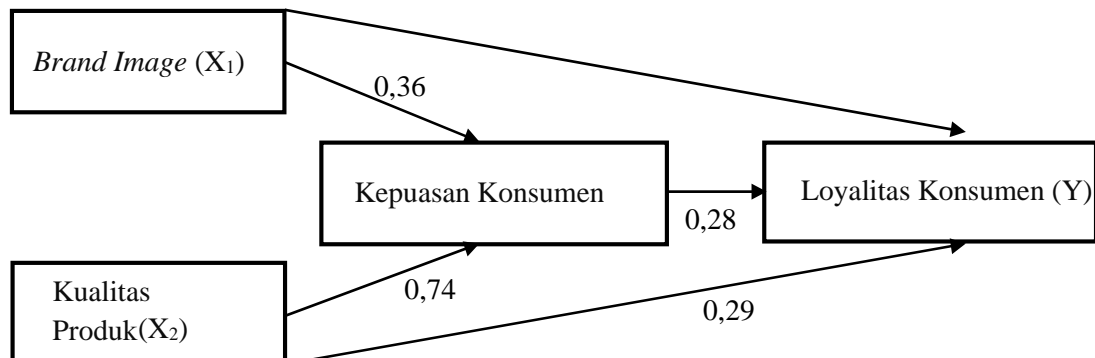 Brand Image (X₁)
0,36
Kepuasan Konsumen
Loyalitas Konsumen (Y)
0,28
Kualitas
Produk(X₂)
0,74
0,29